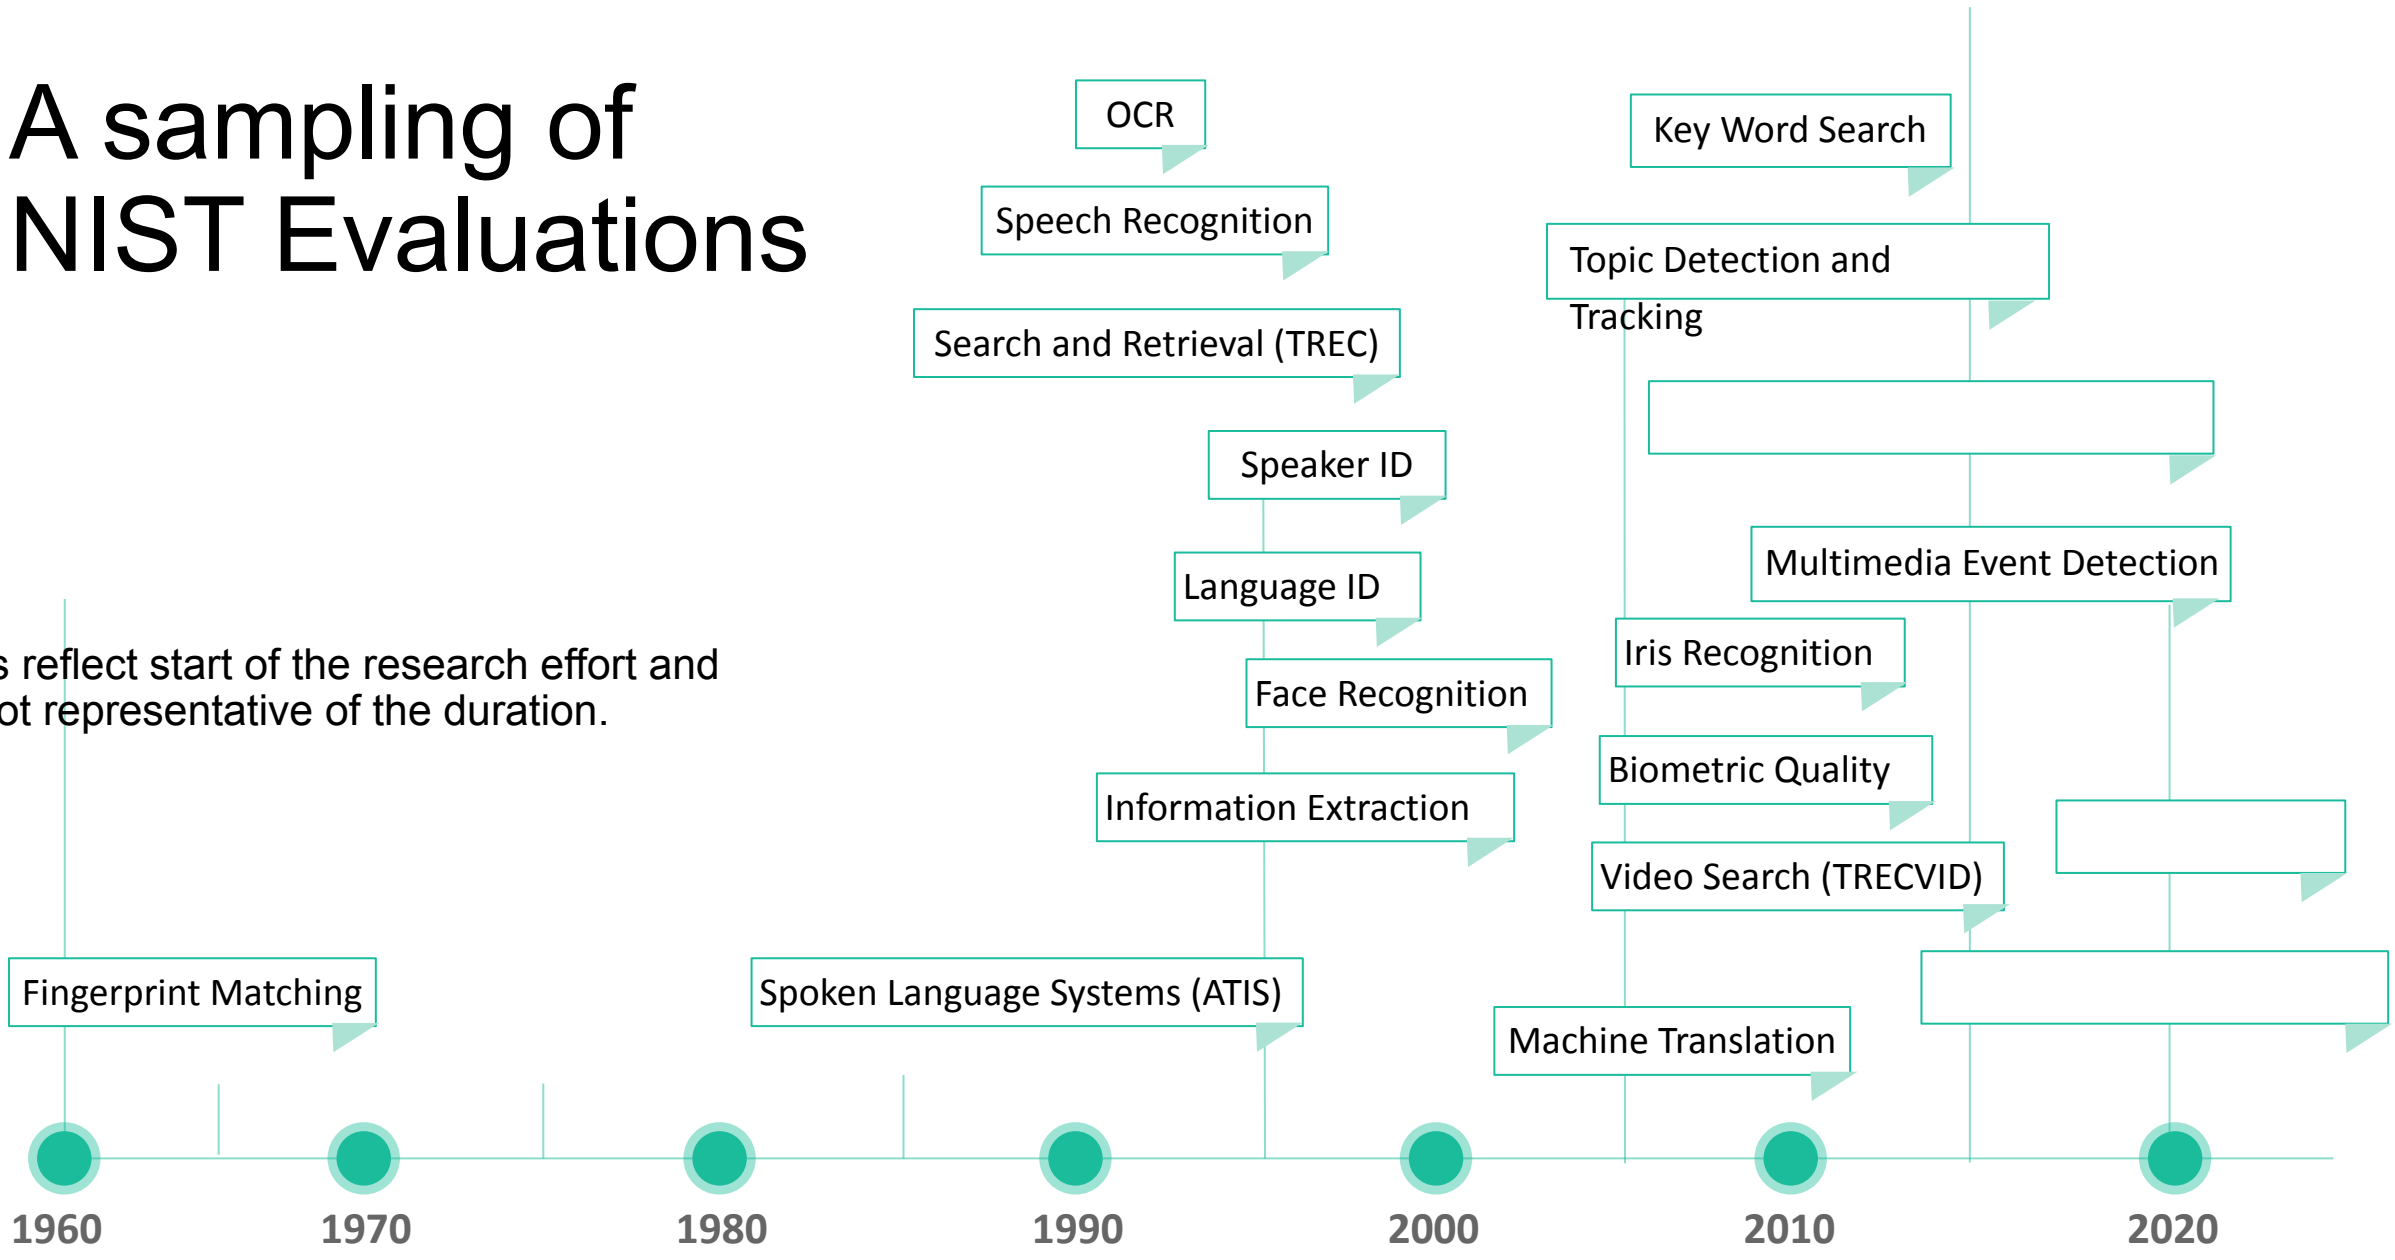 A sampling of
NIST Evaluations
OCR
Key Word Search
Speech Recognition
Topic Detection and
Tracking
Search and Retrieval (TREC)
Speaker ID
Multimedia Event Detection
Language ID
s reflect start of the research effort and
ot representative of the duration.
Iris Recognition
Face Recognition
Biometric Quality
Information Extraction
Video Search (TRECVID)
Fingerprint Matching
Spoken Language Systems (ATIS)
Machine Translation
1960
1970
1980
1990
2000
2010
2020